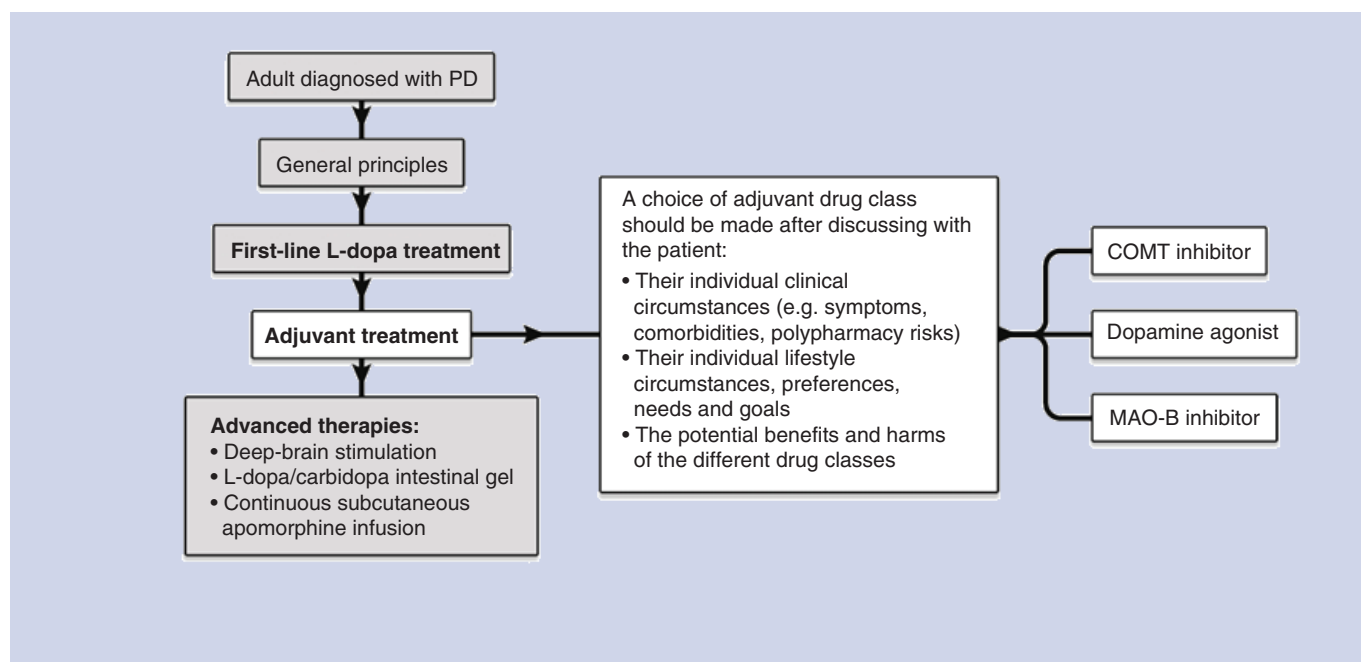 Adult diagnosed with PD
General principles
First-line L-dopa treatment
Adjuvant treatment
Advanced therapies:
• Deep-brain stimulation
• L-dopa/carbidopa intestinal gel
• Continuous subcutaneous
apomorphine infusion
A choice of adjuvant drug class
should be made after discussing with
the patient:
• Their individual clinical
circumstances (e.g. symptoms,
comorbidities, polypharmacy risks)
• Their individual lifestyle
circumstances, preferences,
needs and goals
• The potential benefits and harms
of the different drug classes
COMT inhibitor
Dopamine agonist
MAO-B inhibitor